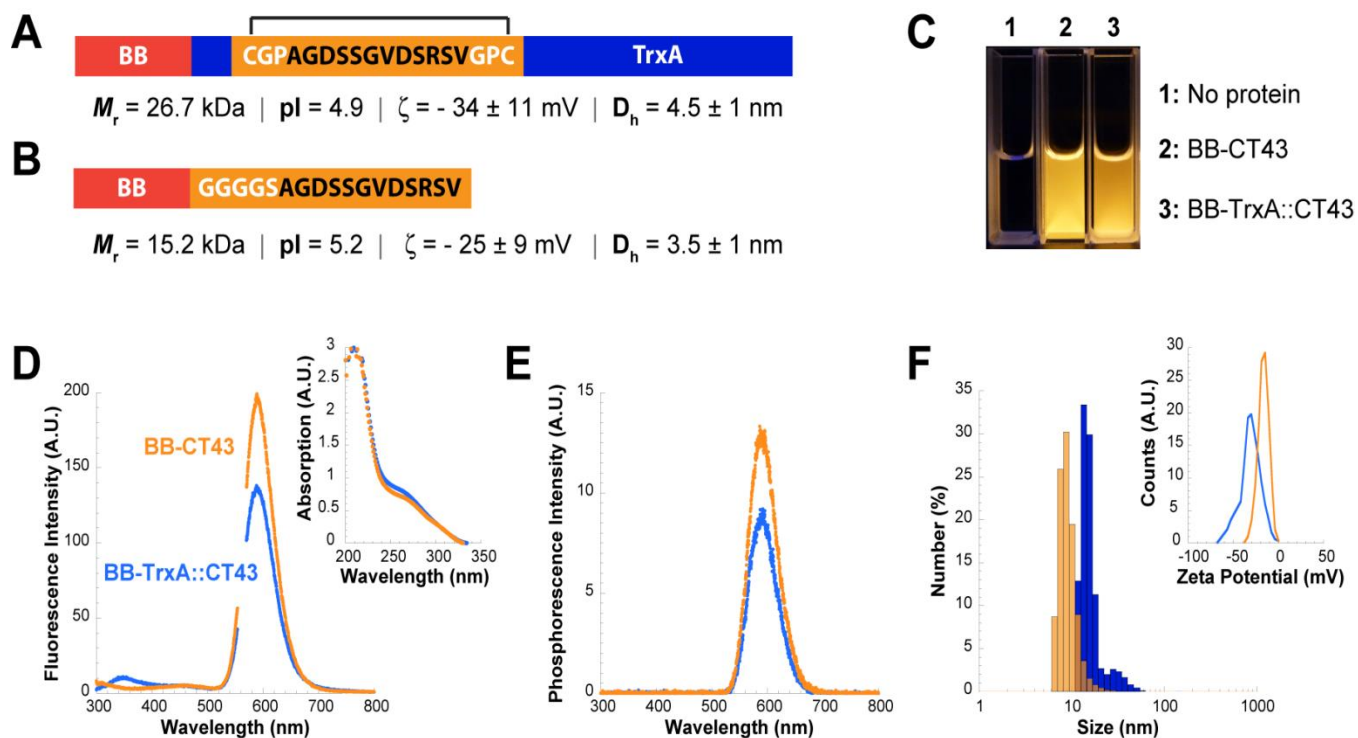 A
BB CGPAGDSSGVDSRSVGPC TrxA
Mr = 26.7 kDa | pI = 4.9 | ζ = - 34 ± 11 mV | Dh = 4.5 ± 1 nm
B
BB GGGGSAGDSSGVDSRSV
Mr = 15.2 kDa | pI = 5.2 | ζ = - 25 ± 9 mV | Dh = 3.5 ± 1 nm
C
1 2 3
1: No protein
2: BB-CT43
3: BB-TrxA::CT43
D
Fluorescence Intensity (A.U.)
200
150
100
50
0
300 400 500 600 700 800
Wavelength (nm)
BB-CT43
BB-TrxA::CT43
Absorption (A.U.)
3
2.5
2
1.5
1
0.5
0
200 250 300 350
Wavelength (nm)
E
Phosphorescence Intensity (A.U.)
15
10
5
0
300 400 500 600 700 800
Wavelength (nm)
F
Number (%)
35
30
25
20
15
10
5
0
1 10 100 1000
Size (nm)
Counts (A.U.)
30
25
20
15
10
5
0
-100 -50 0 50
Zeta Potential (mV)